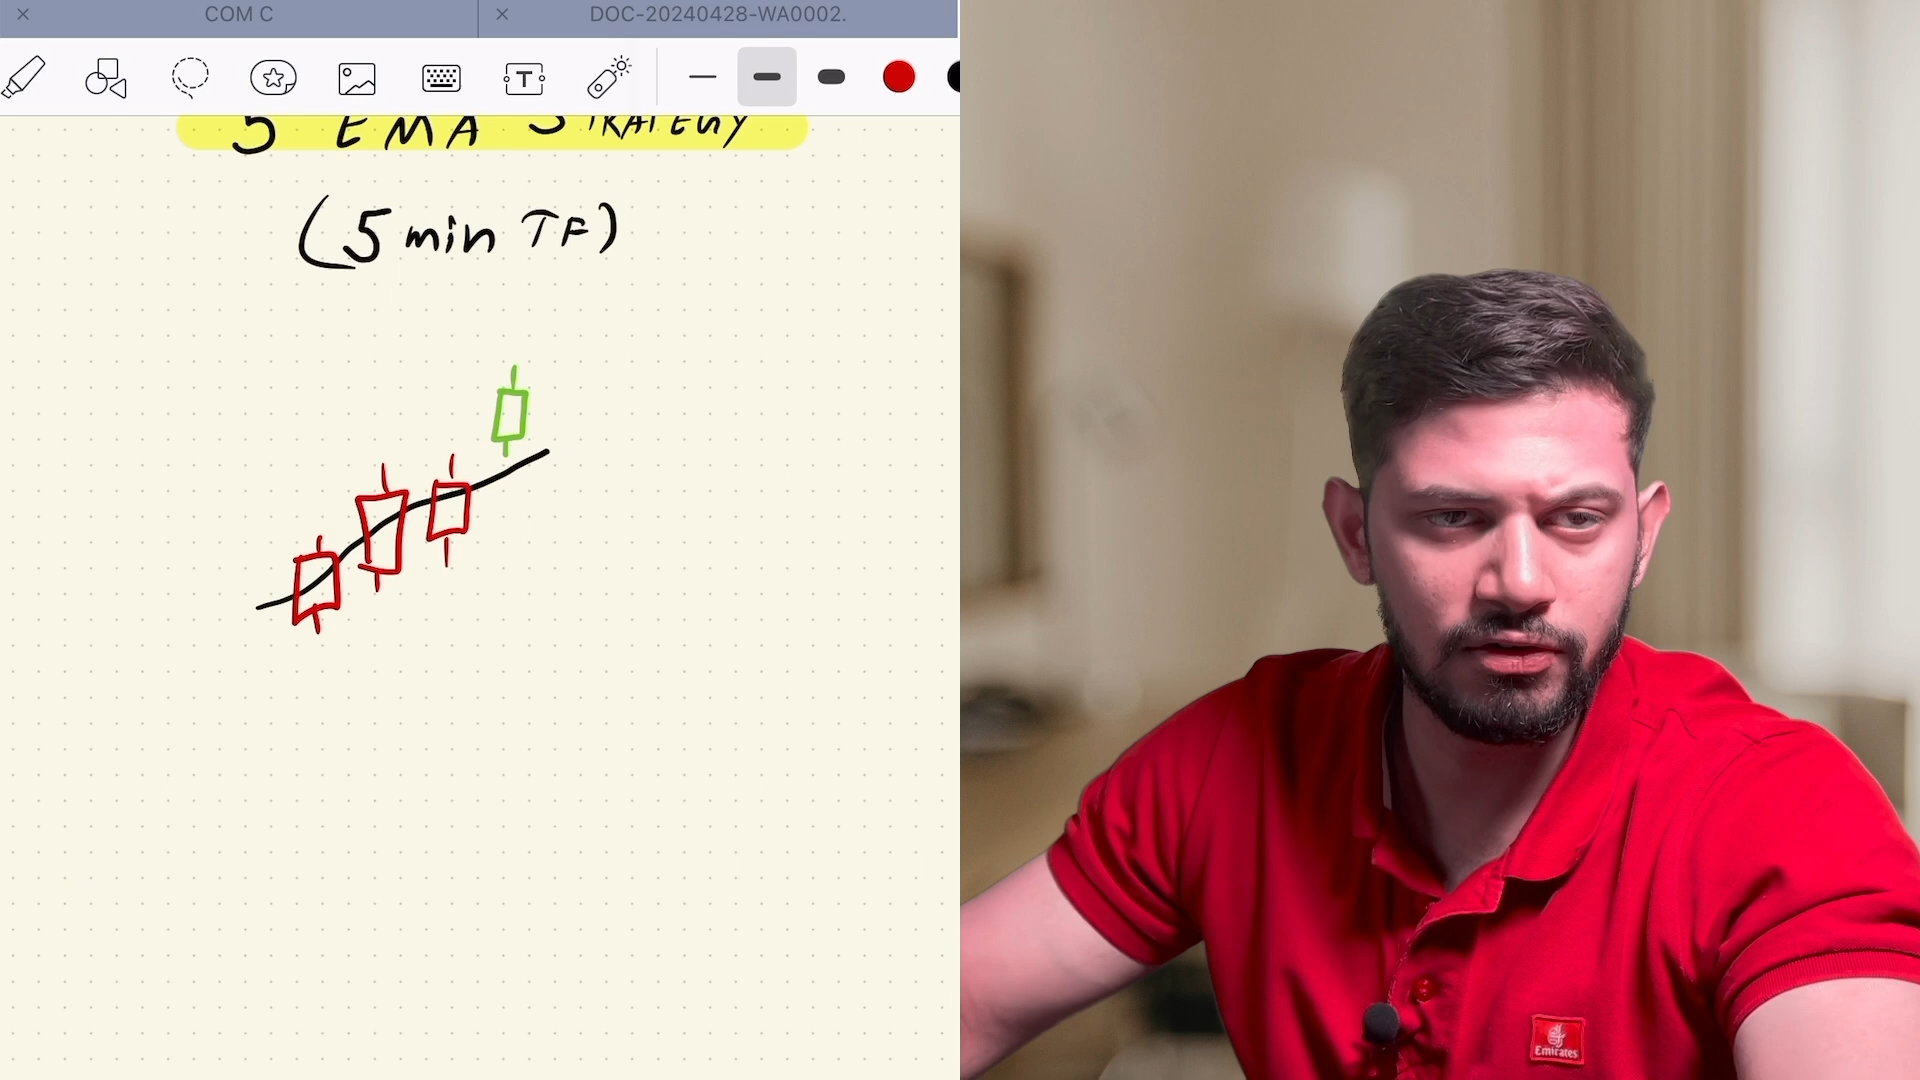 COM C
DOC-20240428-WA0002.
T
5 EMA STRATEGY
(5 min TF)
Emirates